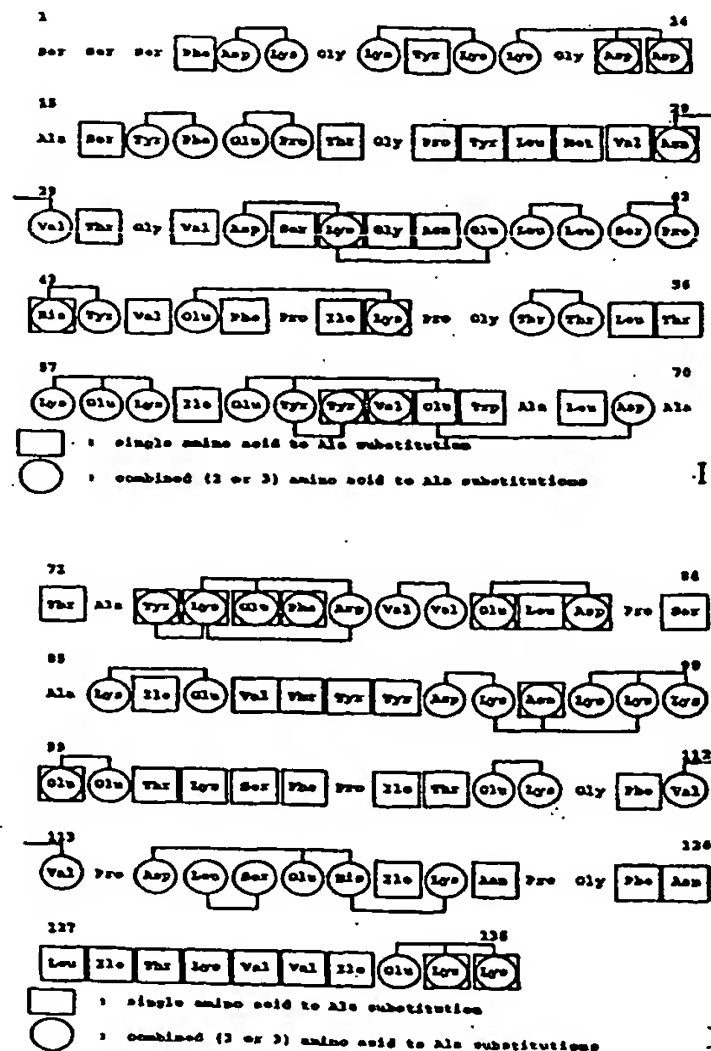 1 14
Ser Ser Ser Phe Asp Lys Gly Lys Tyr Lys Lys Gly Asp Asp
15 28
Ala Ser Tyr Phe Glu Pro Thr Gly Pro Tyr Leu Met Val Asn
29 42
Val Thr Gly Val Asp Ser Lys Gly Asn Glu Leu Leu Ser Pro
43 56
His Tyr Val Glu Phe Pro Ile Lys Pro Gly Thr Thr Leu Thr
57 70
Lys Glu Lys Ile Glu Tyr Tyr Val Glu Trp Ala Leu Asp Ala
: single amino acid to Ala substitution
: combined (2 or 3) amino acid to Ala substitutions
71 84
Thr Ala Tyr Lys Glu Phe Arg Val Val Glu Leu Asp Pro Ser
85 98
Ala Lys Ile Glu Val Thr Tyr Tyr Asp Lys Asn Lys Lys Lys
99 112
Glu Glu Thr Lys Ser Phe Pro Ile Thr Glu Lys Gly Phe Val
113 126
Val Pro Asp Leu Ser Glu His Ile Lys Asn Pro Gly Phe Asn
127 136
Leu Ile Thr Lys Val Val Ile Glu Lys Lys
: single amino acid to Ala substitution
: combined (2 or 3) amino acid to Ala substitutions